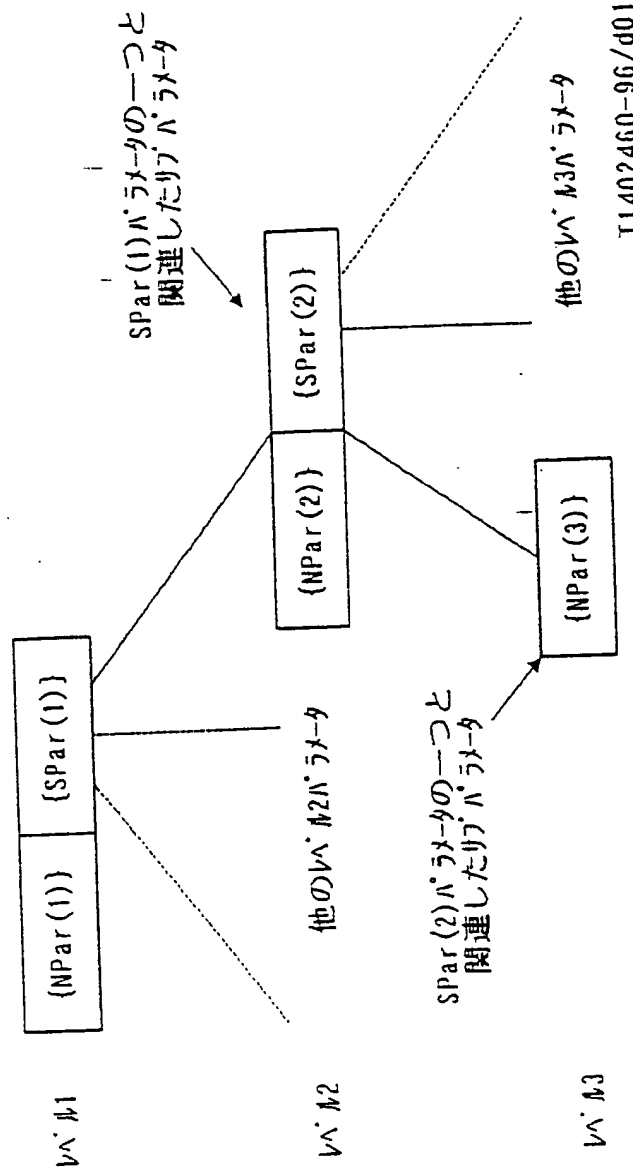 レベル1
{NPar(1)}
{SPar(1)}
SPar(1)パラメータの一つと
関連したサブパラメータ
レベル2
他のレベル2パラメータ
{NPar(2)}
{SPar(2)}
SPar(2)パラメータの一つと
関連したサブパラメータ
レベル3
{NPar(3)}
他のレベル3パラメータ
T1402460-96/d01